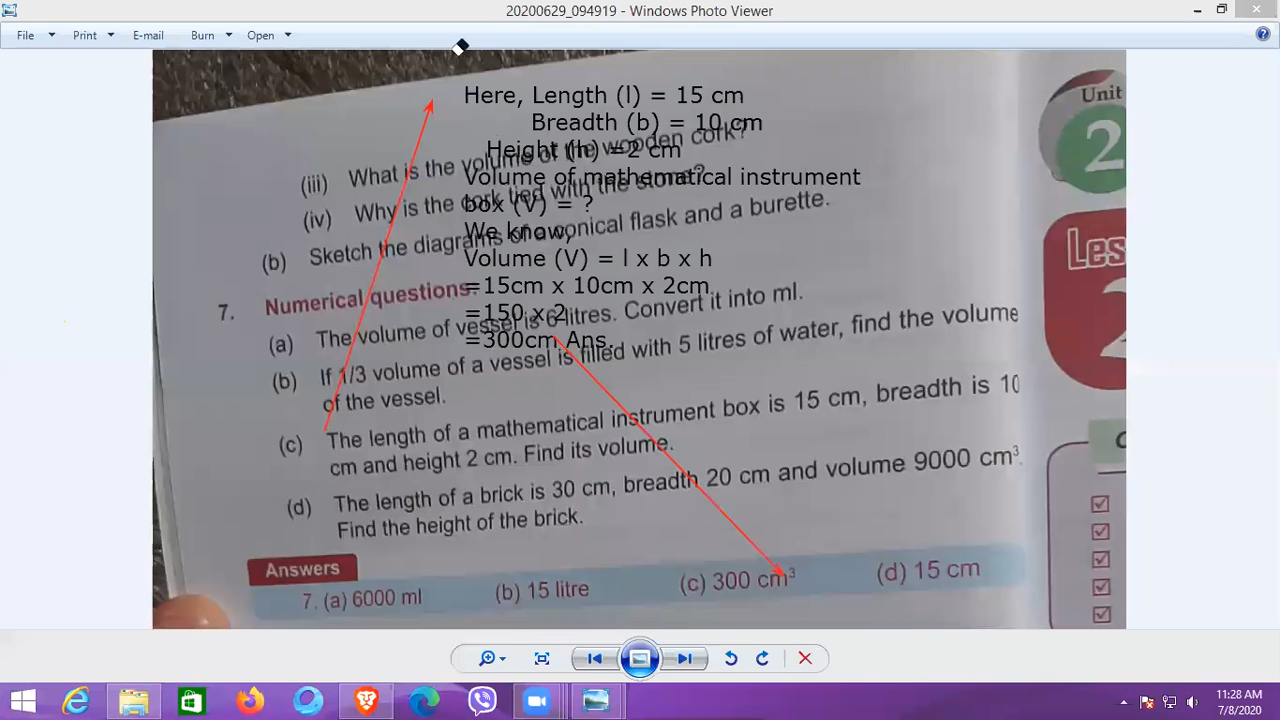 20200629_094919 - Windows Photo Viewer
File Print E-mail Burn Open
Here, Length (l) = 15 cm
Breadth (b) = 10 cm
Height (h) =2 cm
Volume of mathematical instrument
box (V) = ?
We know,
Volume (V) = l x b x h
=15cm x 10cm x 2cm
=150 x 2
=300cm Ans.
(iii) What is the volume of the wooden cork?
(iv) Why is the cork tied with the stone?
(b) Sketch the diagrams of a conical flask and a burette.
7. Numerical questions:
(a) The volume of vessel is 6 litres. Convert it into ml.
(b) If 1/3 volume of a vessel is filled with 5 litres of water, find the volume
of the vessel.
(c) The length of a mathematical instrument box is 15 cm, breadth is 10
cm and height 2 cm. Find its volume.
(d) The length of a brick is 30 cm, breadth 20 cm and volume 9000 cm³.
Find the height of the brick.
Answers
7. (a) 6000 ml (b) 15 litre (c) 300 cm³ (d) 15 cm
Unit
2
Les
11:28 AM
7/8/2020